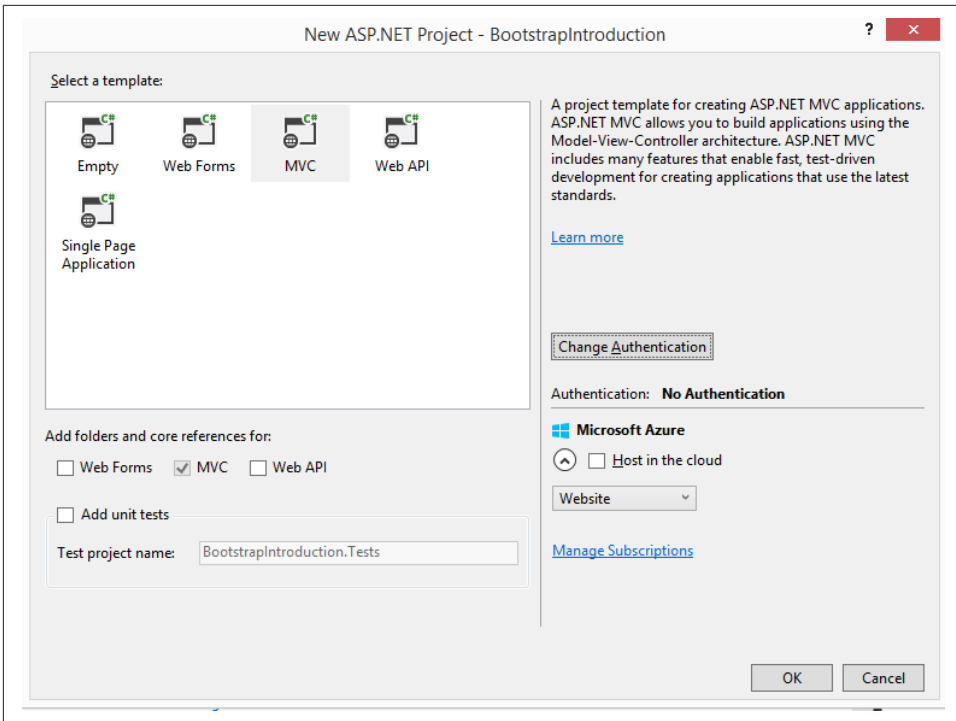 New ASP.NET Project - BootstrapIntroduction
?
Select a template:
C#
C#
C#
C#
Empty
Web Forms
MVC
Web API
C#
Single Page
Application
A project template for creating ASP.NET MVC applications.
ASP.NET MVC allows you to build applications using the
Model-View-Controller architecture. ASP.NET MVC
includes many features that enable fast, test-driven
development for creating applications that use the latest
standards.
Learn more
Change Authentication
Authentication: No Authentication
Microsoft Azure
Host in the cloud
Website
Manage Subscriptions
Add folders and core references for:
Web Forms
MVC
Web API
Add unit tests
Test project name:
BootstrapIntroduction.Tests
OK
Cancel